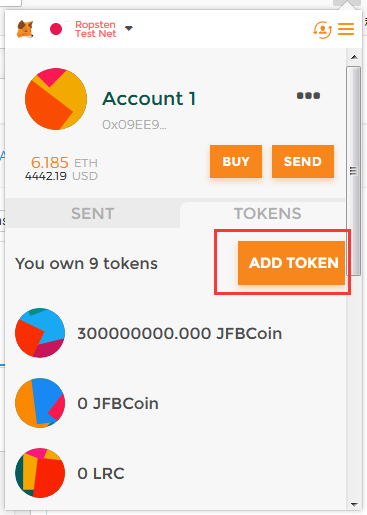 Ropsten
Test Net
Account 1
0x09EE9...
6.185 ETH
4442.19 USD
BUY
SEND
SENT
TOKENS
You own 9 tokens
ADD TOKEN
300000000.000 JFBCoin
0 JFBCoin
0 LRC